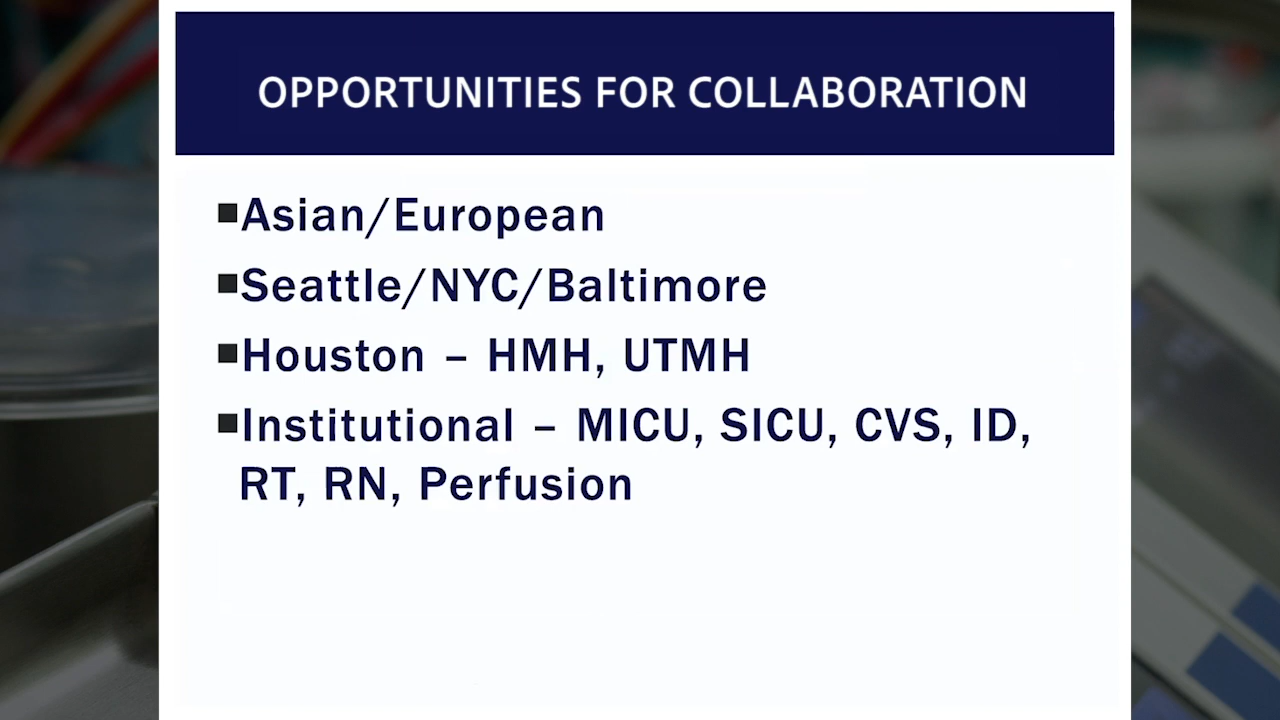 OPPORTUNITIES FOR COLLABORATION
■Asian/European
■Seattle/NYC/Baltimore
■Houston – HMH, UTMH
■Institutional – MICU, SICU, CVS, ID,
RT, RN, Perfusion